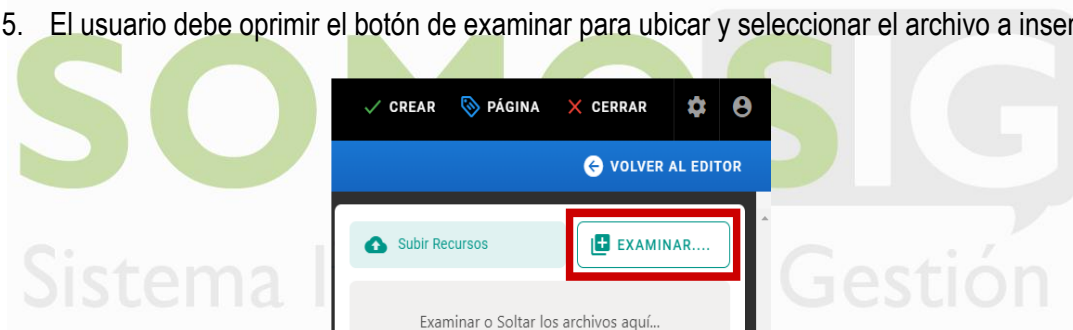 5. El usuario debe oprimir el botón de examinar para ubicar y seleccionar el archivo a inser
SOMOSIG
CREAR PÁGINA CERRAR
VOLVER AL EDITOR
Subir Recursos EXAMINAR....
Sistema I Gestión
Examinar o Soltar los archivos aquí...